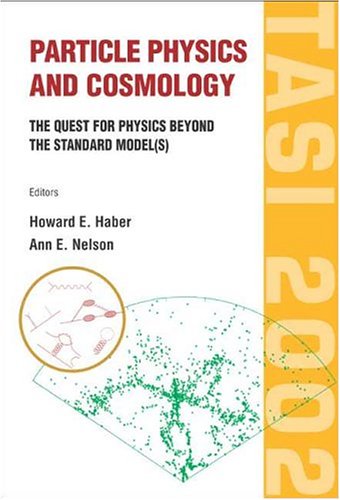 PARTICLE PHYSICS
AND COSMOLOGY
THE QUEST FOR PHYSICS BEYOND
THE STANDARD MODEL(S)
Editors
Howard E. Haber
Ann E. Nelson
TASI 2002